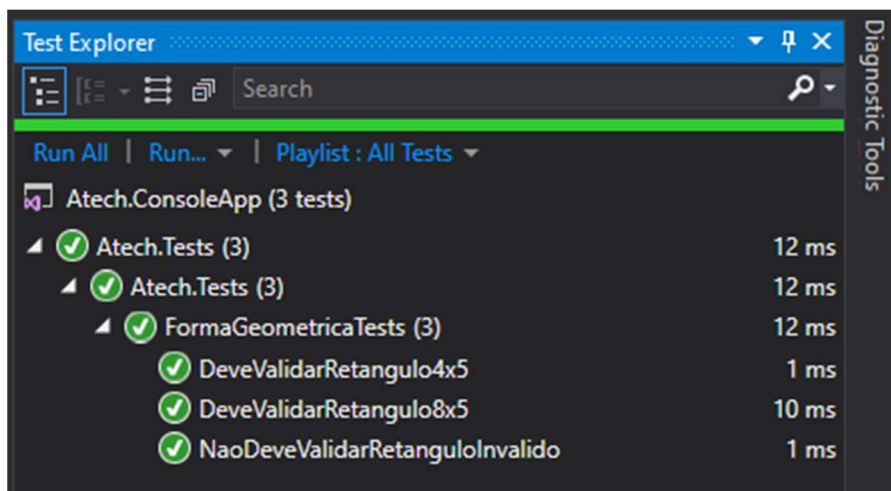 Test Explorer
Search
Run All | Run... | Playlist : All Tests
Atech.ConsoleApp (3 tests)
Atech.Tests (3) 12 ms
Atech.Tests (3) 12 ms
FormaGeometricaTests (3) 12 ms
DeveValidarRetangulo4x5 1 ms
DeveValidarRetangulo8x5 10 ms
NaoDeveValidarRetanguloInvalido 1 ms
Diagnostic Tools